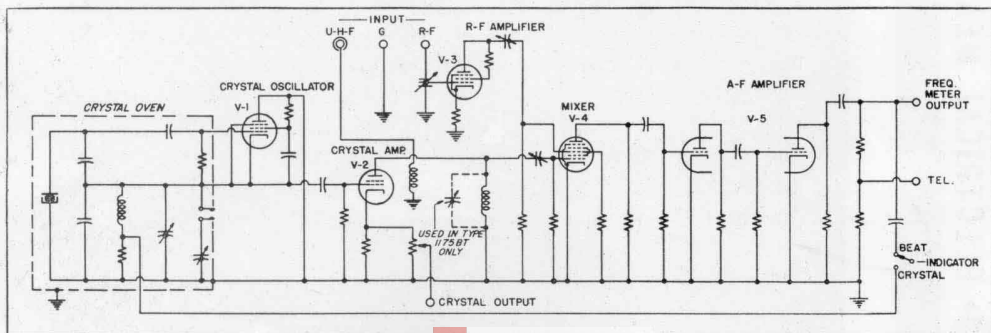 INPUT
U-H-F G R-F
R-F AMPLIFIER
V-3
CRYSTAL OSCILLATOR
V-1
CRYSTAL OVEN
CRYSTAL AMP.
V-2
MIXER
V-4
A-F AMPLIFIER
V-5
FREQ.
METER
OUTPUT
TEL.
USED IN TYPE
1175BT
ONLY
BEAT
INDICATOR
CRYSTAL
CRYSTAL OUTPUT